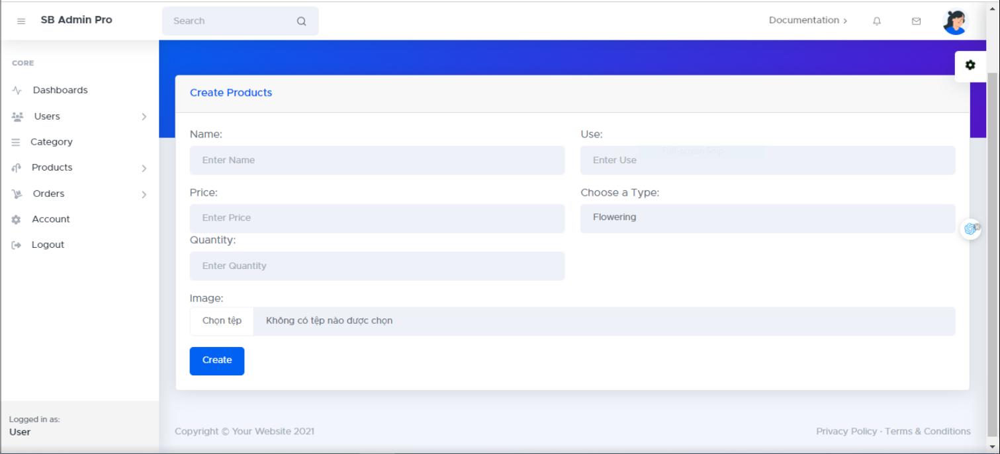 SB Admin Pro
Search
Documentation
CORE
Dashboards
Users
Category
Products
Orders
Account
Logout
Logged in as:
User
Create Products
Name:
Enter Name
Use:
Full-screen Snip
Enter Use
Price:
Enter Price
Choose a Type:
Flowering
Quantity:
Enter Quantity
Image:
Chọn tệp Không có tệp nào được chọn
Create
Copyright © Your Website 2021
Privacy Policy · Terms & Conditions